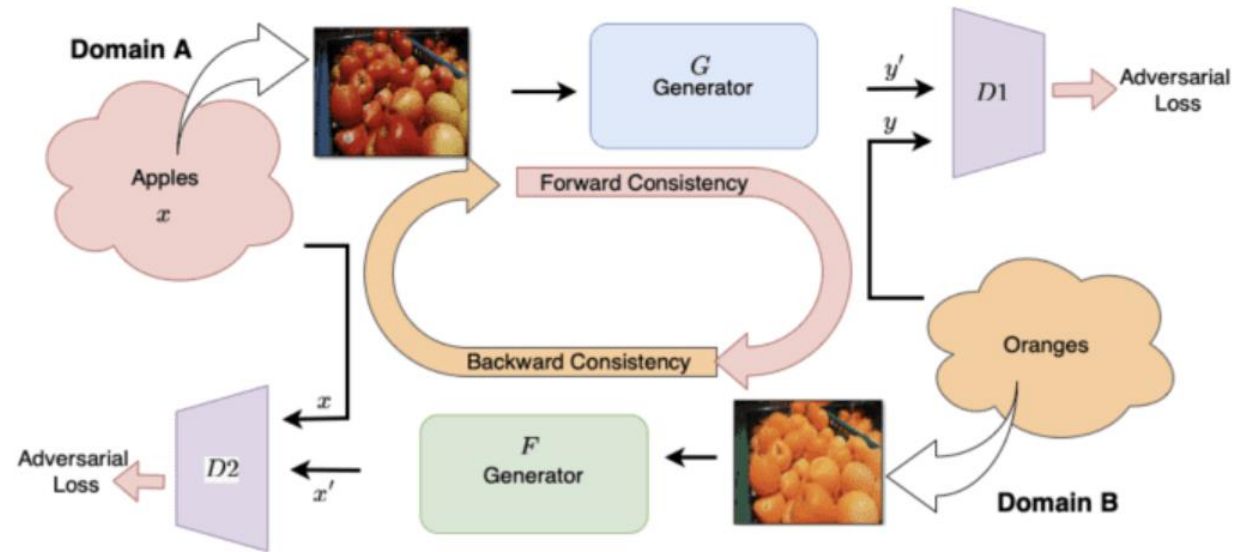 Domain A
Apples
x
G
Generator
y'
y
D1
Adversarial
Loss
Forward Consistency
Backward Consistency
Oranges
Domain B
F
Generator
x
x'
D2
Adversarial
Loss